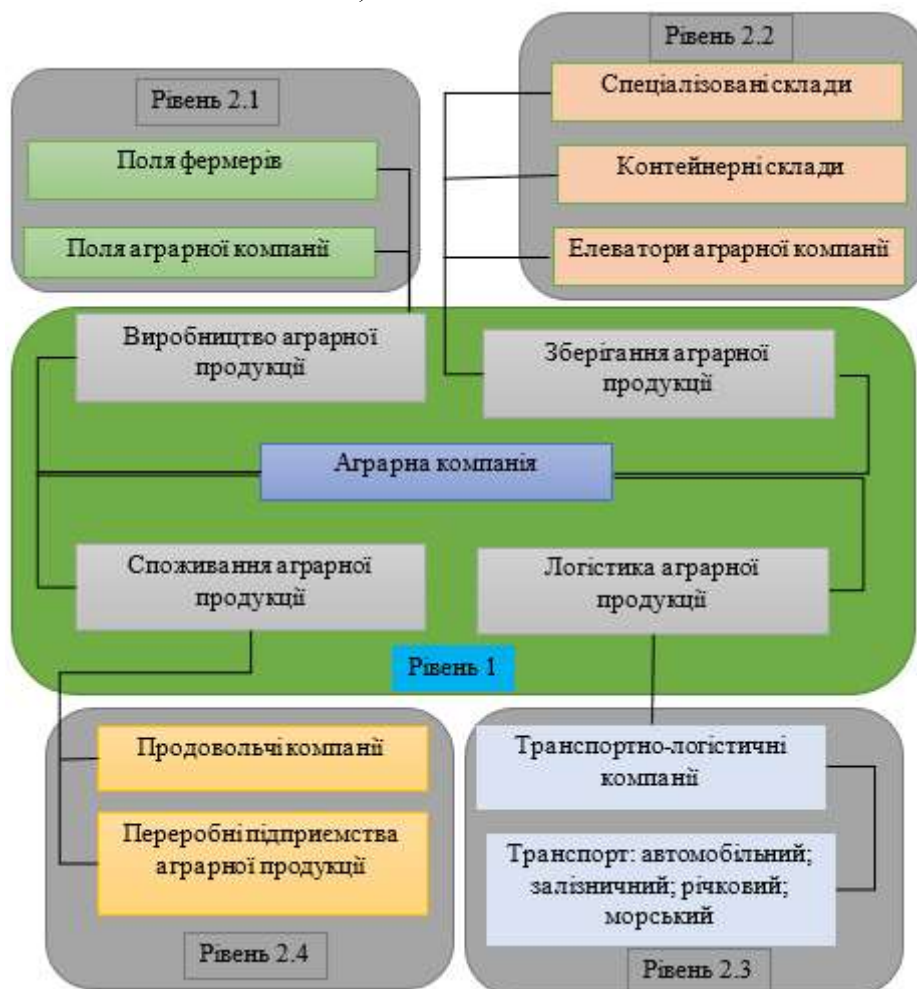 Рівень 2.1
Поля фермерів
Поля аграрної компанії
Рівень 2.2
Спеціалізовані склади
Контейнерні склади
Елеватори аграрної компанії
Виробництво аграрної
продукції
Зберігання аграрної
продукції
Аграрна компанія
Споживання аграрної
продукції
Логістика аграрної
продукції
Рівень 1
Продовольчі компанії
Переробні підприємства
аграрної продукції
Рівень 2.4
Транспортно-логістичні
компанії
Транспорт: автомобільний;
залізничний; річковий;
морський
Рівень 2.3